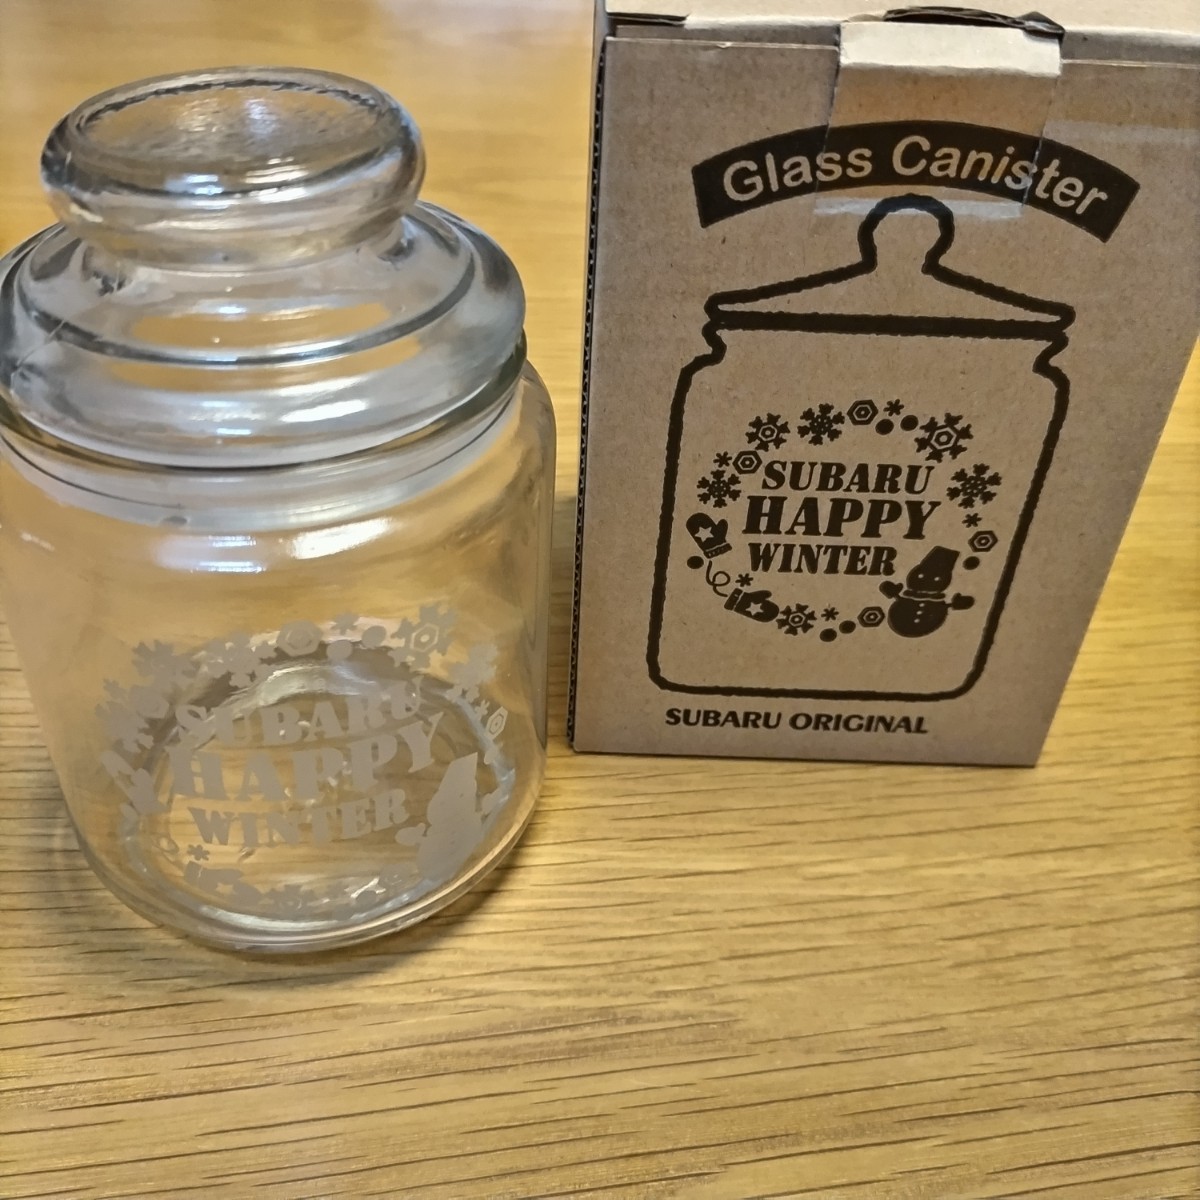 SUBARU
HAPPY
WINTER
Glass Canister
SUBARU
HAPPY
WINTER
SUBARU ORIGINAL